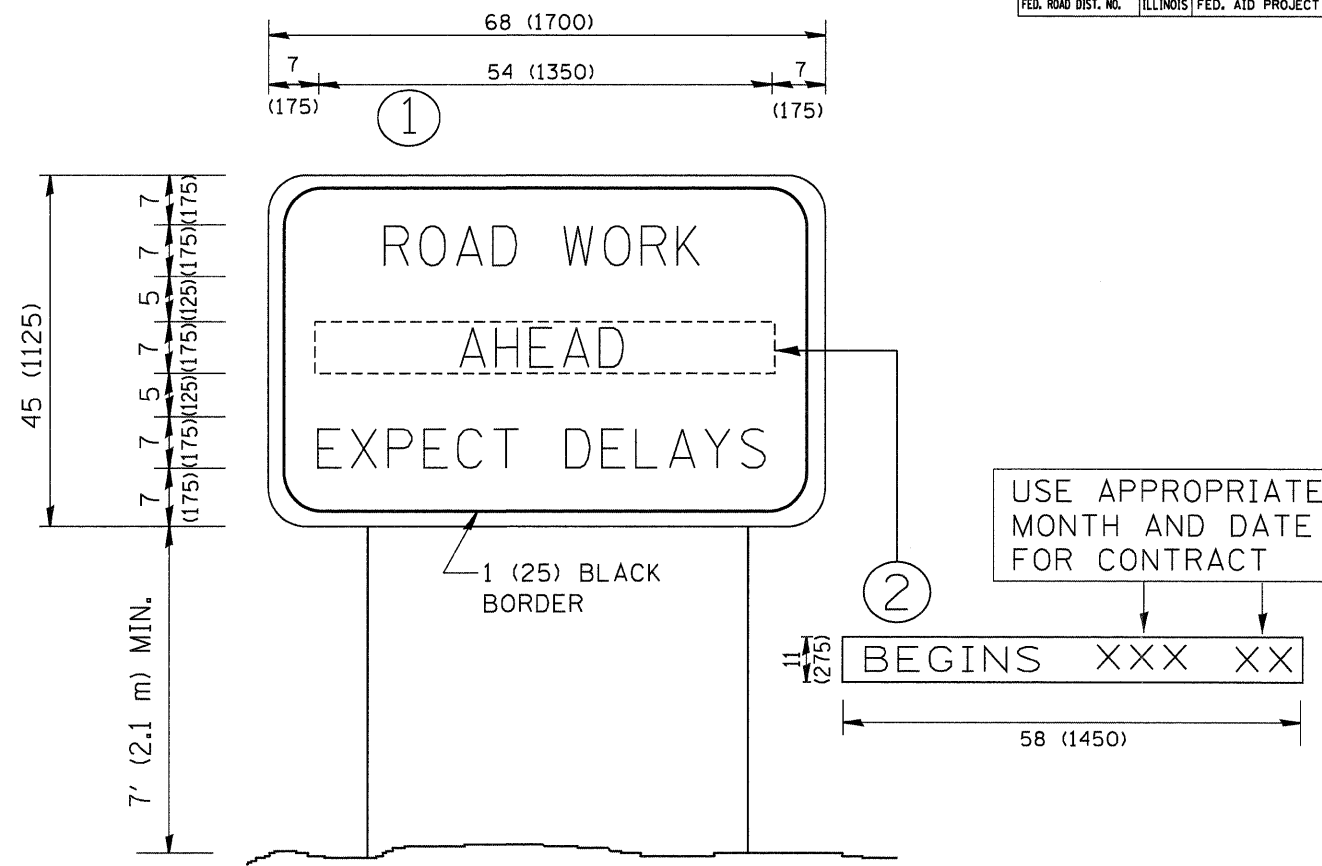 FED. ROAD DIST. NO. ILLINOIS FED. AID PROJECT
68 (1700)
7 54 (1350) 7
(175) (175)
1
45 (1125)
7 (175)
7 (175)
5 (125)
7 (175)
5 (125)
7 (175)
7 (175)
ROAD WORK
AHEAD
EXPECT DELAYS
1 (25) BLACK
BORDER
7' (2.1 m) MIN.
2
USE APPROPRIATE
MONTH AND DATE
FOR CONTRACT
11
(275)
BEGINS XXX XX
58 (1450)